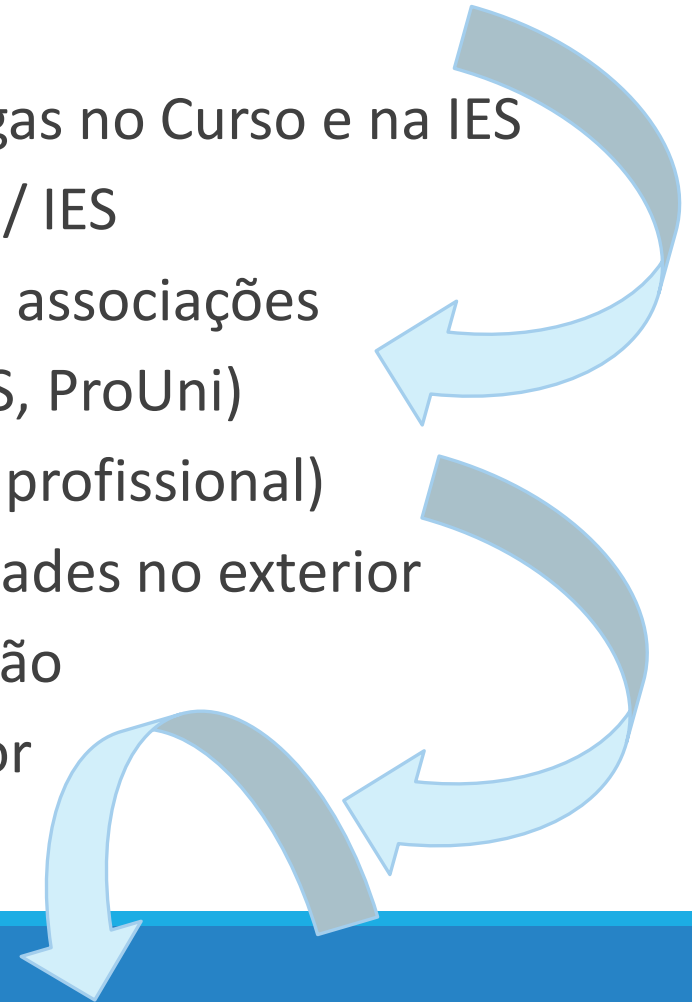 gas no Curso e na IES
/ IES
associações
S, ProUni)
profissional)
ades no exterior
ão
or